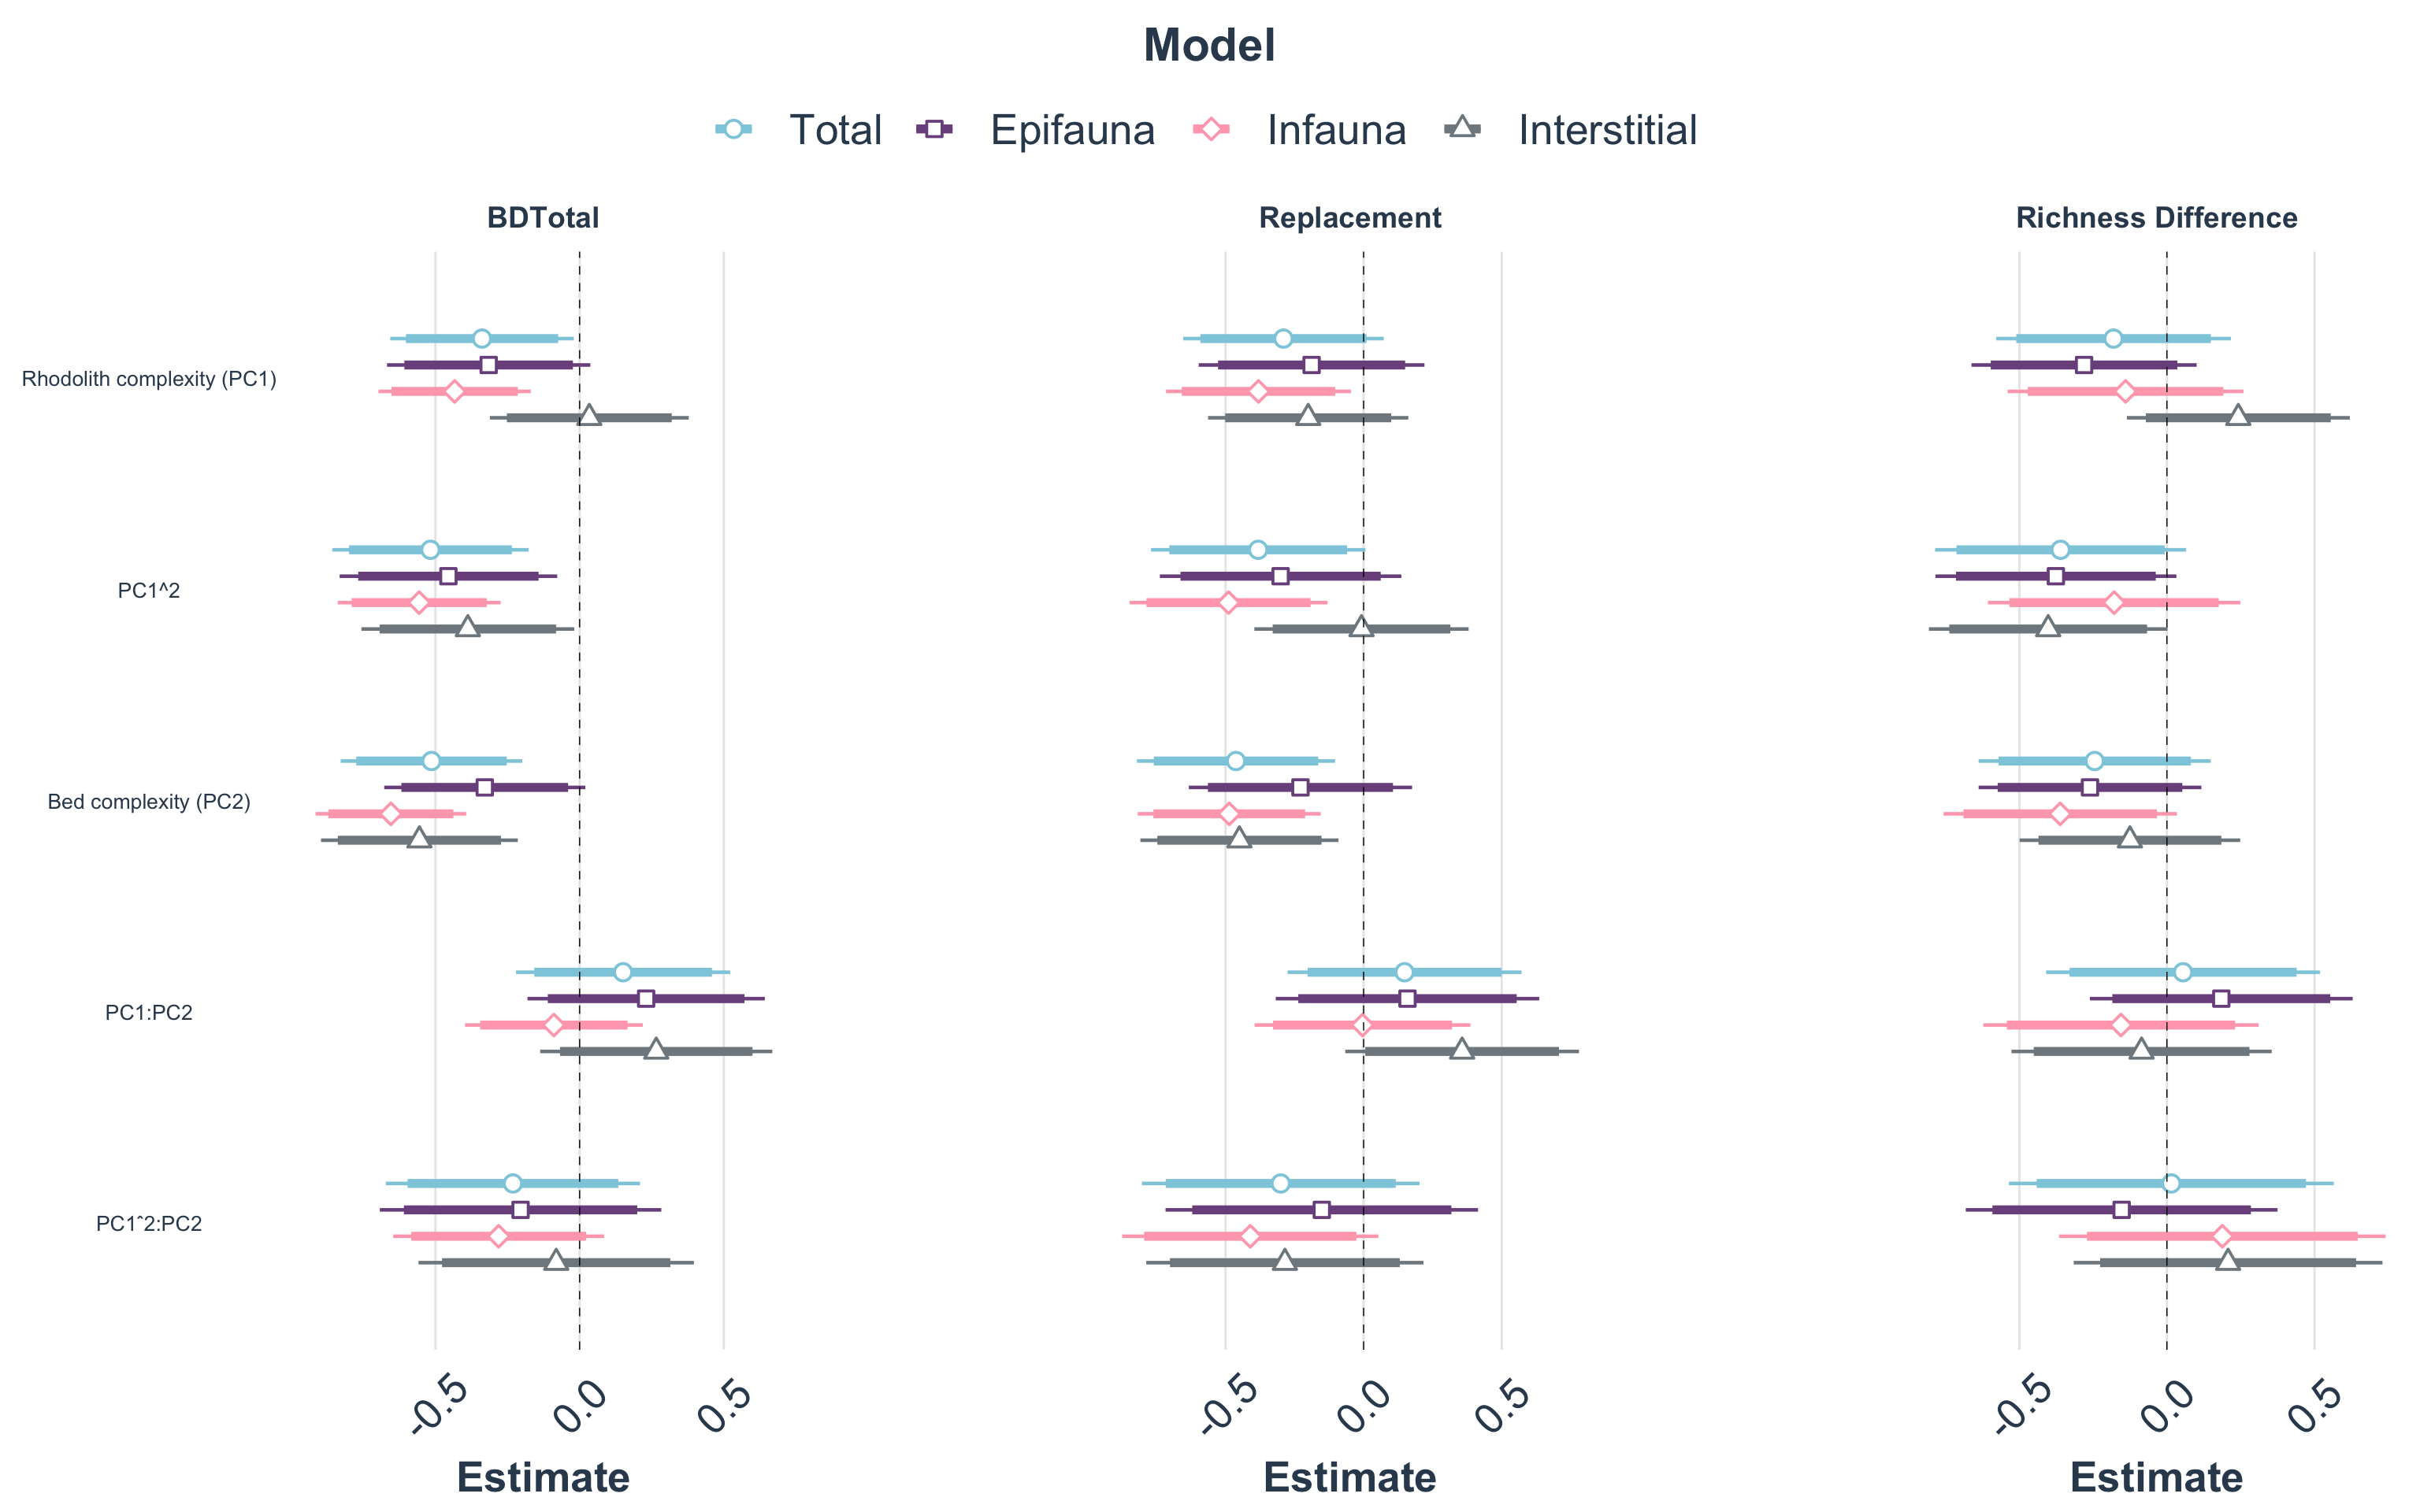 Model
Total Epifauna Infauna Interstitial
BDTotal Replacement Richness Difference
Rhodolith complexity (PC1)
PC1^2
Bed complexity (PC2)
PC1:PC2
PC1^2:PC2
-0.5 0.0 0.5 -0.5 0.0 0.5 -0.5 0.0 0.5
Estimate Estimate Estimate